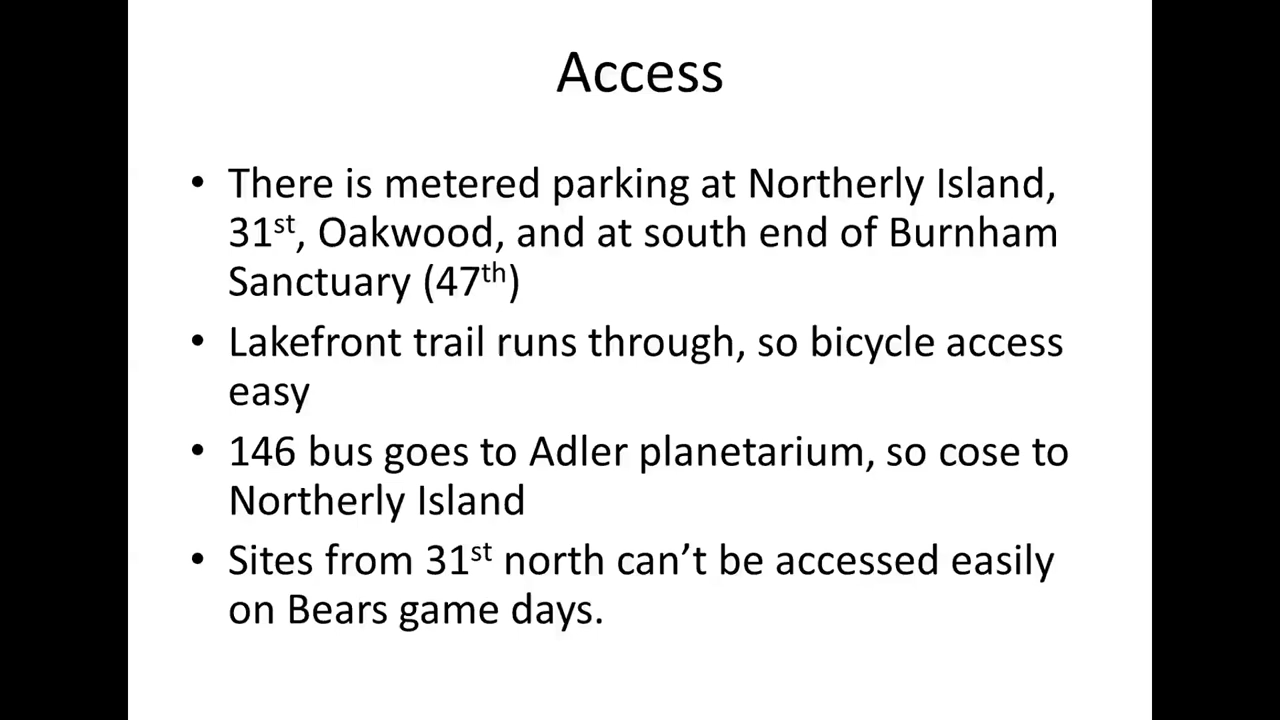 Access
• There is metered parking at Northerly Island,
31st, Oakwood, and at south end of Burnham
Sanctuary (47th)
• Lakefront trail runs through, so bicycle access
easy
• 146 bus goes to Adler planetarium, so cose to
Northerly Island
• Sites from 31st north can’t be accessed easily
on Bears game days.